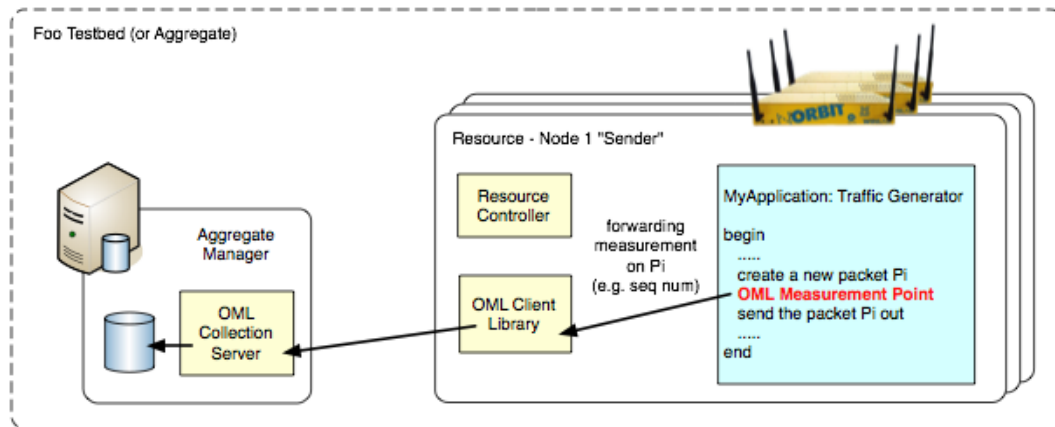 Foo Testbed (or Aggregate)
ORBIT
Resource - Node 1 "Sender"
Resource
Controller
MyApplication: Traffic Generator
begin
.....
create a new packet Pi
OML Measurement Point
send the packet Pi out
.....
end
forwarding
measurement
on Pi
(e.g. seq num)
OML Client
Library
Aggregate
Manager
OML
Collection
Server